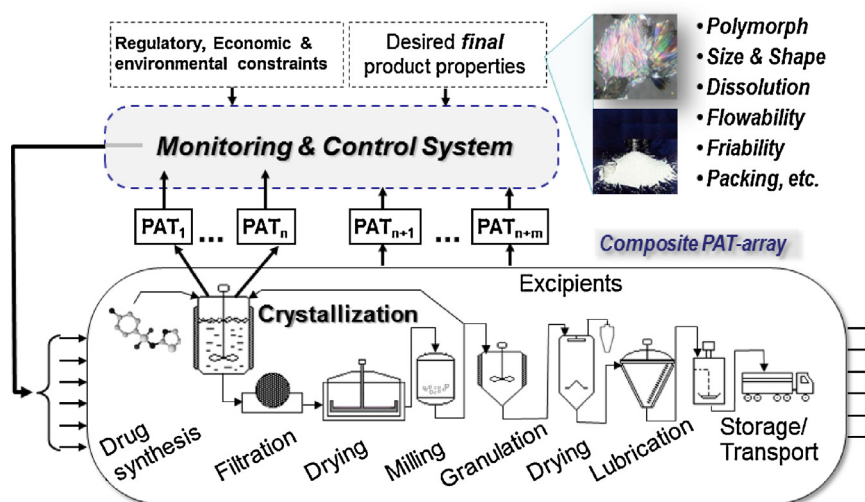 Regulatory, Economic &
environmental constraints
Desired final
product properties
• Polymorph
• Size & Shape
• Dissolution
• Flowability
• Friability
• Packing, etc.
Monitoring & Control System
PAT1
...
PATn
PATn+1
...
PATn+m
Composite PAT-array
Excipients
Crystallization
Drug
synthesis
Filtration
Drying
Milling
Granulation
Drying
Lubrication
Storage/
Transport